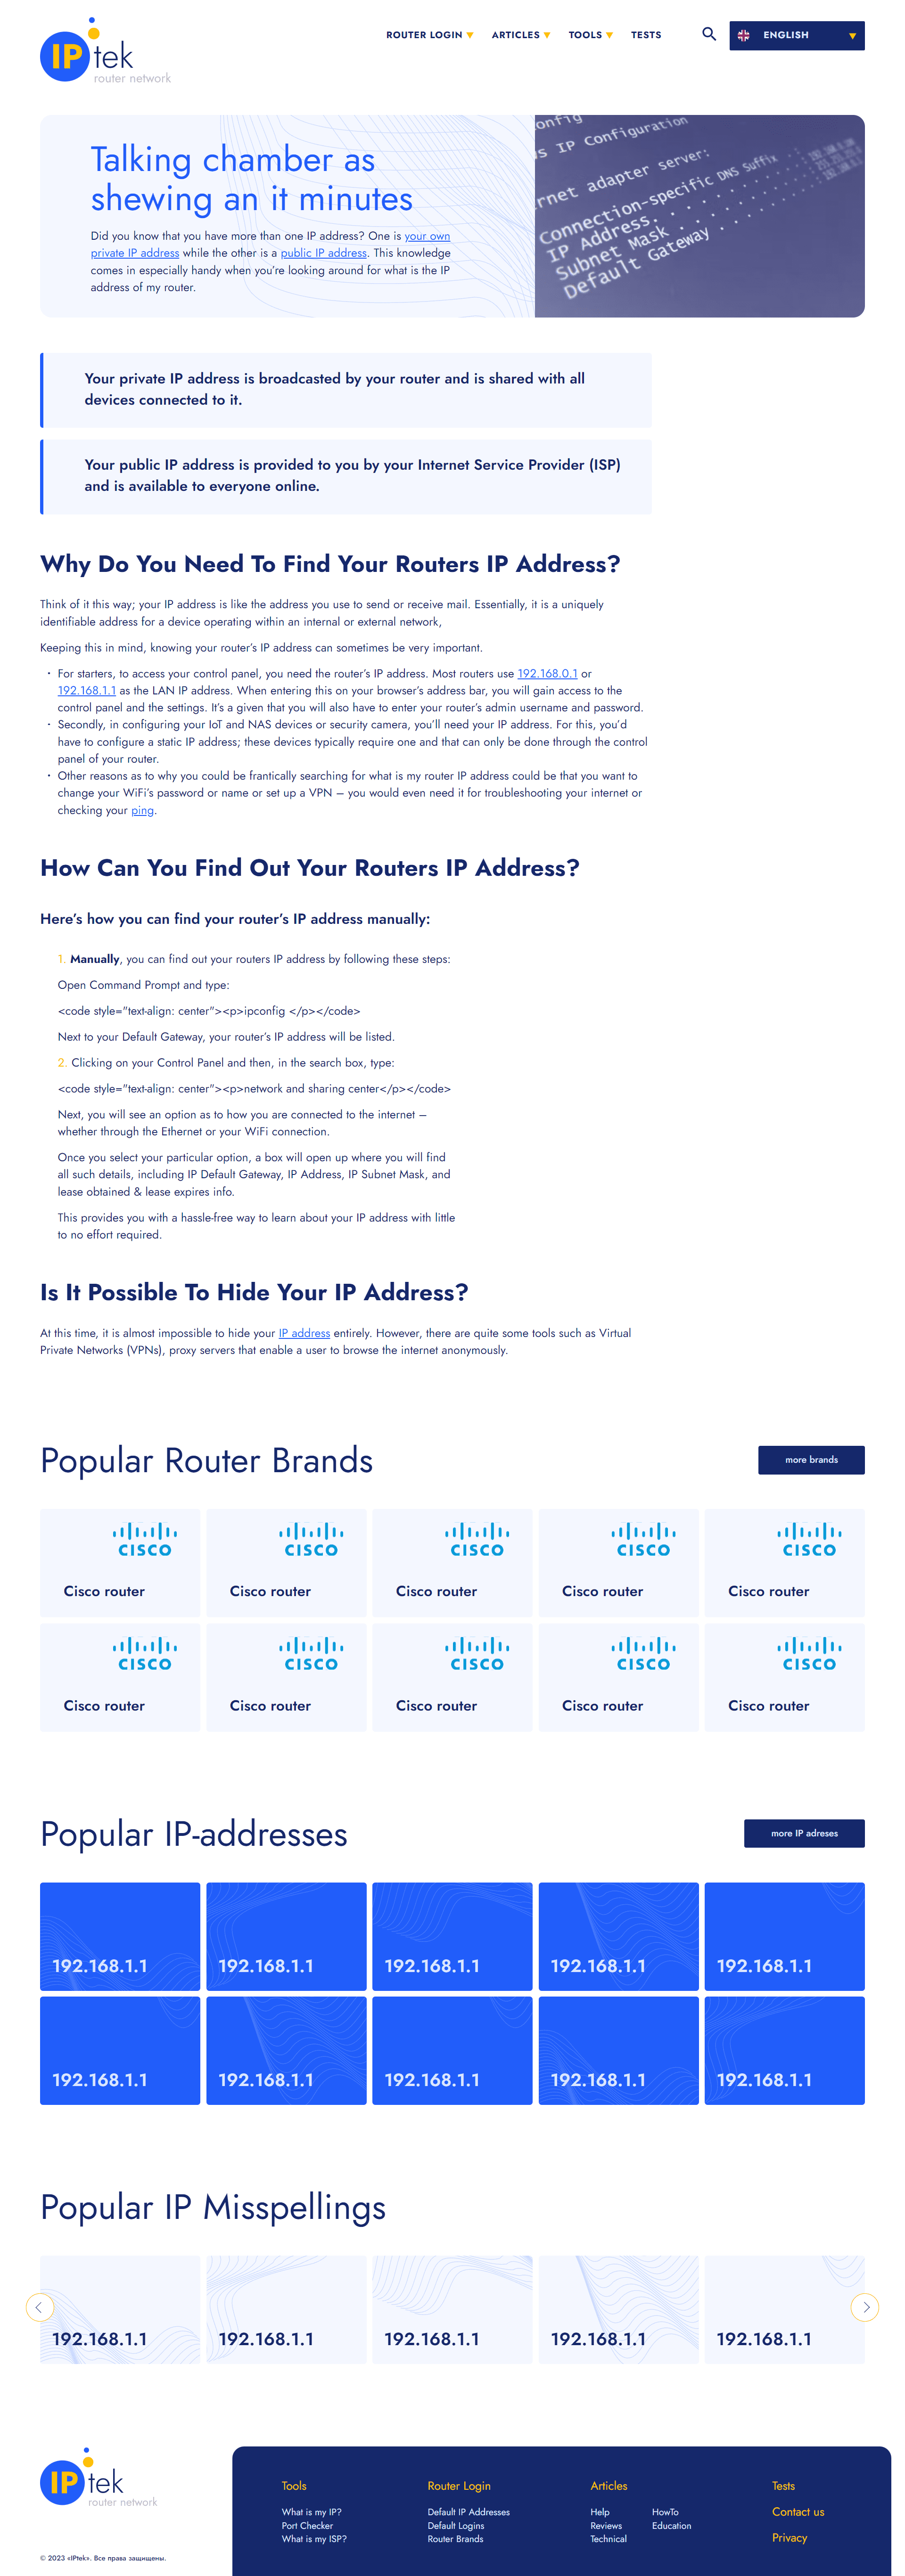 IPtek
router network
ROUTER LOGIN
ARTICLES
TOOLS
TESTS
ENGLISH
Talking chamber as
shewing an it minutes
Did you know that you have more than one IP address? One is your own
private IP address while the other is a public IP address. This knowledge
comes in especially handy when you're looking around for what is the IP
address of my router.
onfig
s IP Configuration
rnet adapter server:
Connection-specific DNS Suffix
IP Address. . . . . . . . . .
Subnet Mask . . . . . . . . .
Default Gateway . . . . . . .
Your private IP address is broadcasted by your router and is shared with all
devices connected to it.
Your public IP address is provided to you by your Internet Service Provider (ISP)
and is available to everyone online.
Why Do You Need To Find Your Routers IP Address?
Think of it this way; your IP address is like the address you use to send or receive mail. Essentially, it is a uniquely
identifiable address for a device operating within an internal or external network,
Keeping this in mind, knowing your router's IP address can sometimes be very important.
• For starters, to access your control panel, you need the router's IP address. Most routers use 192.168.0.1 or
192.168.1.1 as the LAN IP address. When entering this on your browser's address bar, you will gain access to the
control panel and the settings. It's a given that you will also have to enter your router's admin username and password.
• Secondly, in configuring your IoT and NAS devices or security camera, you'll need your IP address. For this, you'd
have to configure a static IP address; these devices typically require one and that can only be done through the control
panel of your router.
• Other reasons as to why you could be frantically searching for what is my router IP address could be that you want to
change your WiFi's password or name or set up a VPN – you would even need it for troubleshooting your internet or
checking your ping.
How Can You Find Out Your Routers IP Address?
Here's how you can find your router's IP address manually:
1. Manually, you can find out your routers IP address by following these steps:
Open Command Prompt and type:
<code style="text-align: center"><p>ipconfig </p></code>
Next to your Default Gateway, your router's IP address will be listed.
2. Clicking on your Control Panel and then, in the search box, type:
<code style="text-align: center"><p>network and sharing center</p></code>
Next, you will see an option as to how you are connected to the internet –
whether through the Ethernet or your WiFi connection.
Once you select your particular option, a box will open up where you will find
all such details, including IP Default Gateway, IP Address, IP Subnet Mask, and
lease obtained & lease expires info.
This provides you with a hassle-free way to learn about your IP address with little
to no effort required.
Is It Possible To Hide Your IP Address?
At this time, it is almost impossible to hide your IP address entirely. However, there are quite some tools such as Virtual
Private Networks (VPNs), proxy servers that enable a user to browse the internet anonymously.
Popular Router Brands
more brands
CISCO
CISCO
CISCO
CISCO
CISCO
Cisco router
Cisco router
Cisco router
Cisco router
Cisco router
CISCO
CISCO
CISCO
CISCO
CISCO
Cisco router
Cisco router
Cisco router
Cisco router
Cisco router
Popular IP-addresses
more IP adreses
192.168.1.1
192.168.1.1
192.168.1.1
192.168.1.1
192.168.1.1
192.168.1.1
192.168.1.1
192.168.1.1
192.168.1.1
192.168.1.1
Popular IP Misspellings
192.168.1.1
192.168.1.1
192.168.1.1
192.168.1.1
192.168.1.1
IPtek
router network
© 2023 «IPtek». Все права защищены.
Tools
What is my IP?
Port Checker
What is my ISP?
Router Login
Default IP Addresses
Default Logins
Router Brands
Articles
Help
Reviews
Technical
HowTo
Education
Tests
Contact us
Privacy